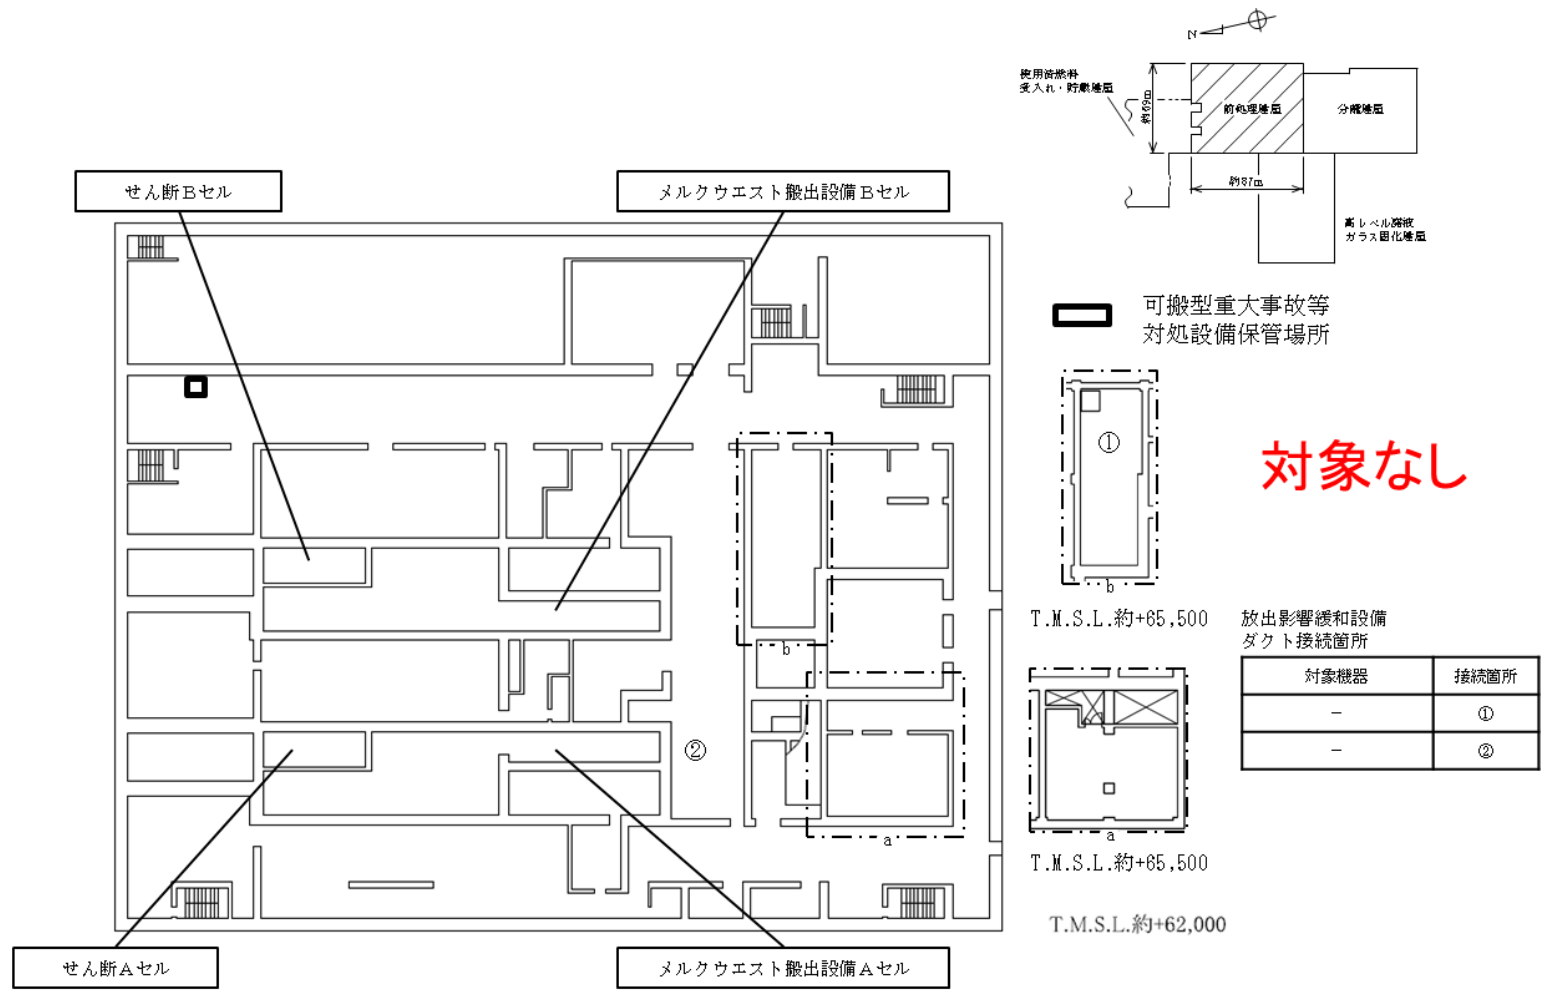 N
使用済燃料
受入れ・貯蔵建屋
約69m
前処理建屋
分離建屋
約87m
高レベル廃液
ガラス固化建屋
せん断Ｂセル
メルクウエスト搬出設備Ｂセル
可搬型重大事故等
対処設備保管場所
①
対象なし
b
T.M.S.L.約+65,500
放出影響緩和設備
ダクト接続箇所
対象機器 接続箇所
－ ①
－ ②
b
②
a
a
T.M.S.L.約+65,500
T.M.S.L.約+62,000
せん断Ａセル
メルクウエスト搬出設備Ａセル